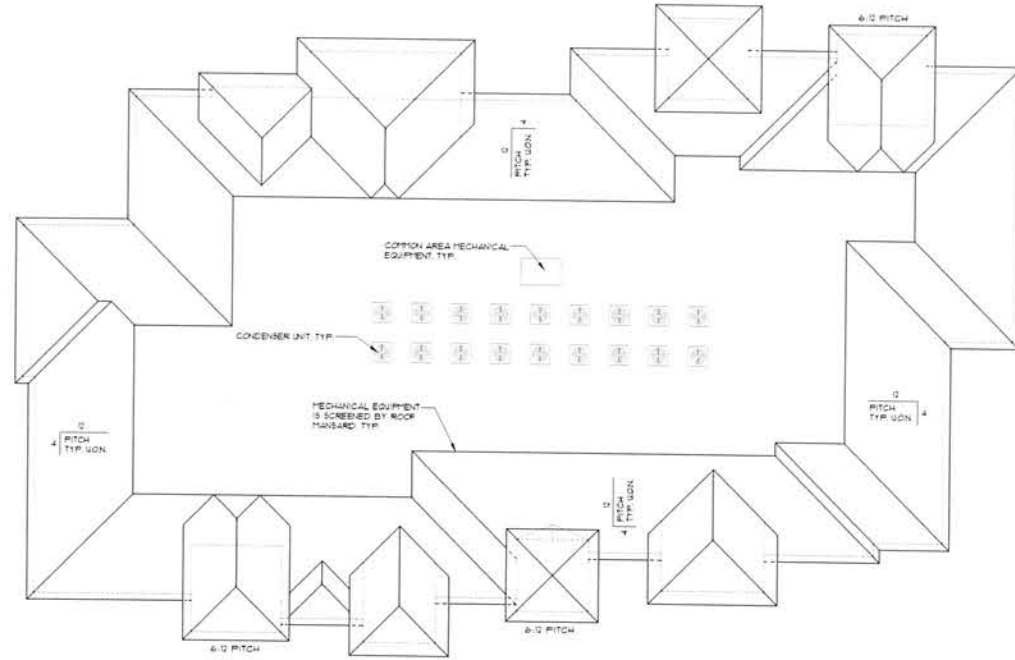 6:12 PITCH
12
4
PITCH
TYP. U.O.N.
COMMON AREA MECHANICAL
EQUIPMENT, TYP.
CONDENSER UNIT, TYP.
MECHANICAL EQUIPMENT
IS SCREENED BY ROOF
MANSARD, TYP.
12
4
PITCH
TYP. U.O.N.
12
4
PITCH
TYP. U.O.N.
12
4
PITCH
TYP. U.O.N.
6:12 PITCH
6:12 PITCH